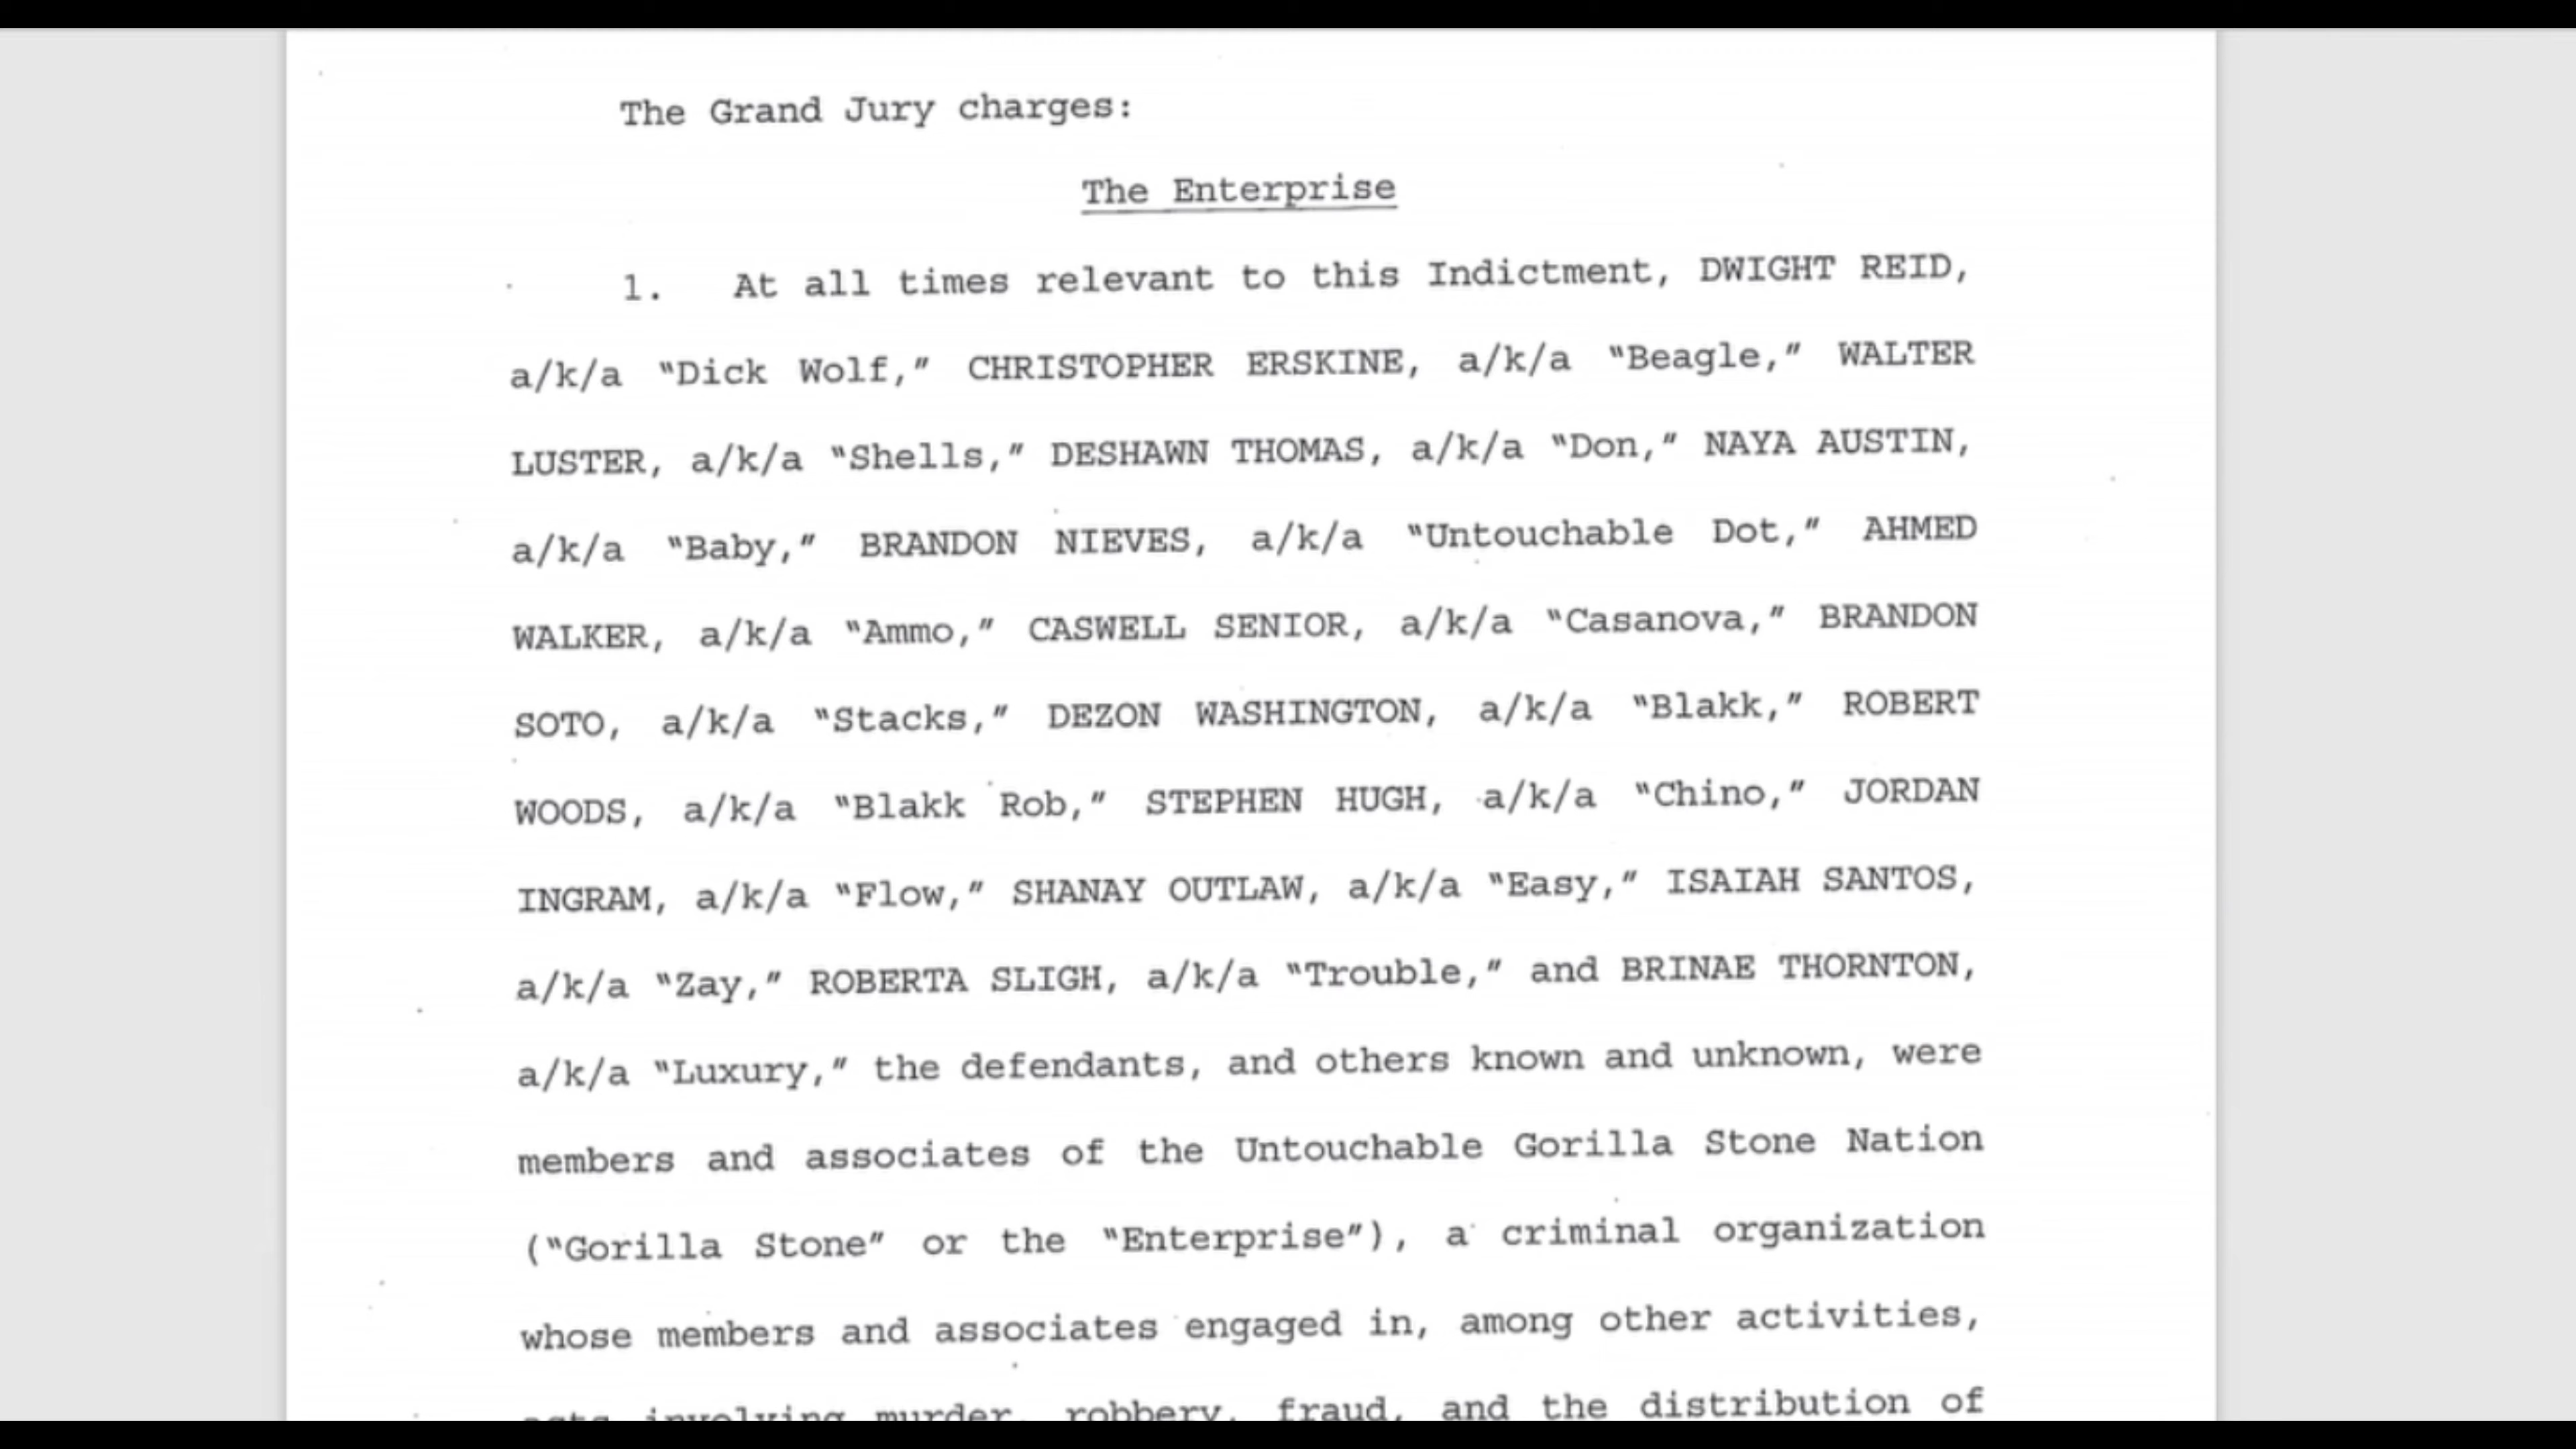 The Grand Jury charges:
The Enterprise
1. At all times relevant to this Indictment, DWIGHT REID,
a/k/a “Dick Wolf,” CHRISTOPHER ERSKINE, a/k/a “Beagle,” WALTER
LUSTER, a/k/a “Shells,” DESHAWN THOMAS, a/k/a “Don,” NAYA AUSTIN,
a/k/a “Baby,” BRANDON NIEVES, a/k/a “Untouchable Dot,” AHMED
WALKER, a/k/a “Ammo,” CASWELL SENIOR, a/k/a “Casanova,” BRANDON
SOTO, a/k/a “Stacks,” DEZON WASHINGTON, a/k/a “Blakk,” ROBERT
WOODS, a/k/a “Blakk Rob,” STEPHEN HUGH, a/k/a “Chino,” JORDAN
INGRAM, a/k/a “Flow,” SHANAY OUTLAW, a/k/a “Easy,” ISAIAH SANTOS,
a/k/a “Zay,” ROBERTA SLIGH, a/k/a “Trouble,” and BRINAE THORNTON,
a/k/a “Luxury,” the defendants, and others known and unknown, were
members and associates of the Untouchable Gorilla Stone Nation
(“Gorilla Stone” or the “Enterprise”), a criminal organization
whose members and associates engaged in, among other activities,
acts involving murder, robbery, fraud, and the distribution of